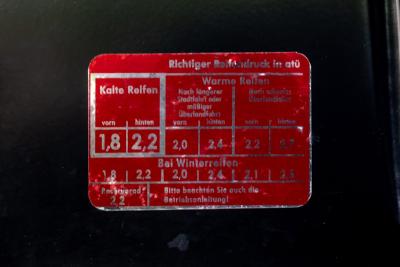 Richtiger Reifendruck in atü
Kalte Reifen
Warme Reifen
Nach längerer Stadtfahrt oder mäßiger Überlandfahrt
Nach scharfer Überlandfahrt
vorn hinten vorn hinten vorn hinten
1,8 2,2 2,0 2,4 2,2 2,7
Bei Winterreifen
1,8 2,2 2,0 2,4 2,1 2,5
Reserverad
2,2
Bitte beachten Sie auch die
Betriebsanleitung!